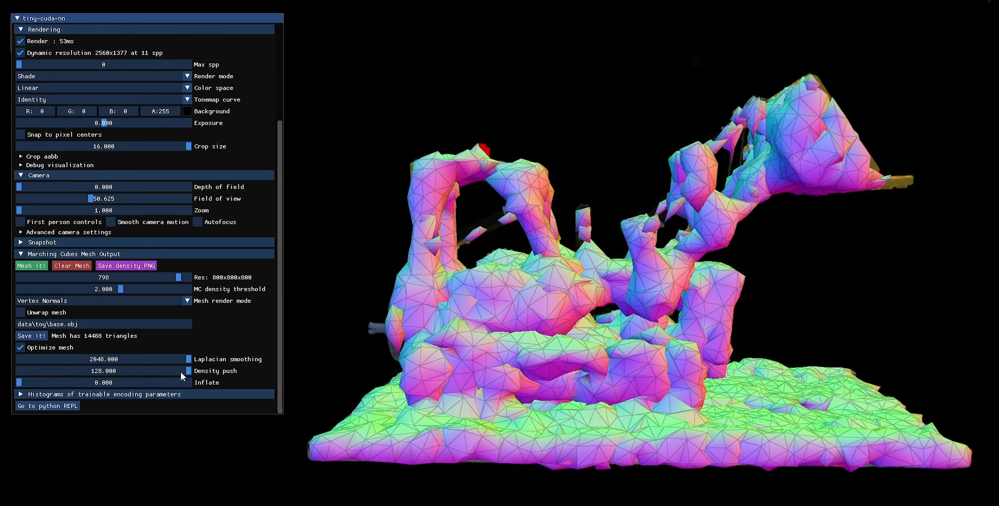 tiny-cuda-nn
Rendering
Render : 53ms
Dynamic resolution 2560x1377 at 11 spp
0 Max spp
Shade Render mode
Linear Color space
Identity Tonemap curve
R: 0 G: 0 B: 0 A:255 Background
0.000 Exposure
Snap to pixel centers
16.000 Crop size
Crop aabb
Debug visualization
Camera
0.000 Depth of field
50.625 Field of view
1.000 Zoom
First person controls Smooth camera motion Autofocus
Advanced camera settings
Snapshot
Marching Cubes Mesh Output
Mesh it! Clear Mesh Save density PNG
798 Res: 800x800x800
2.000 MC density threshold
Vertex Normals Mesh render mode
Unwrap mesh
data\toy\base.obj
Save it! Mesh has 14488 triangles
Optimize mesh
2048.000 Laplacian smoothing
128.000 Density push
0.000 Inflate
Histograms of trainable encoding parameters
Go to python REPL